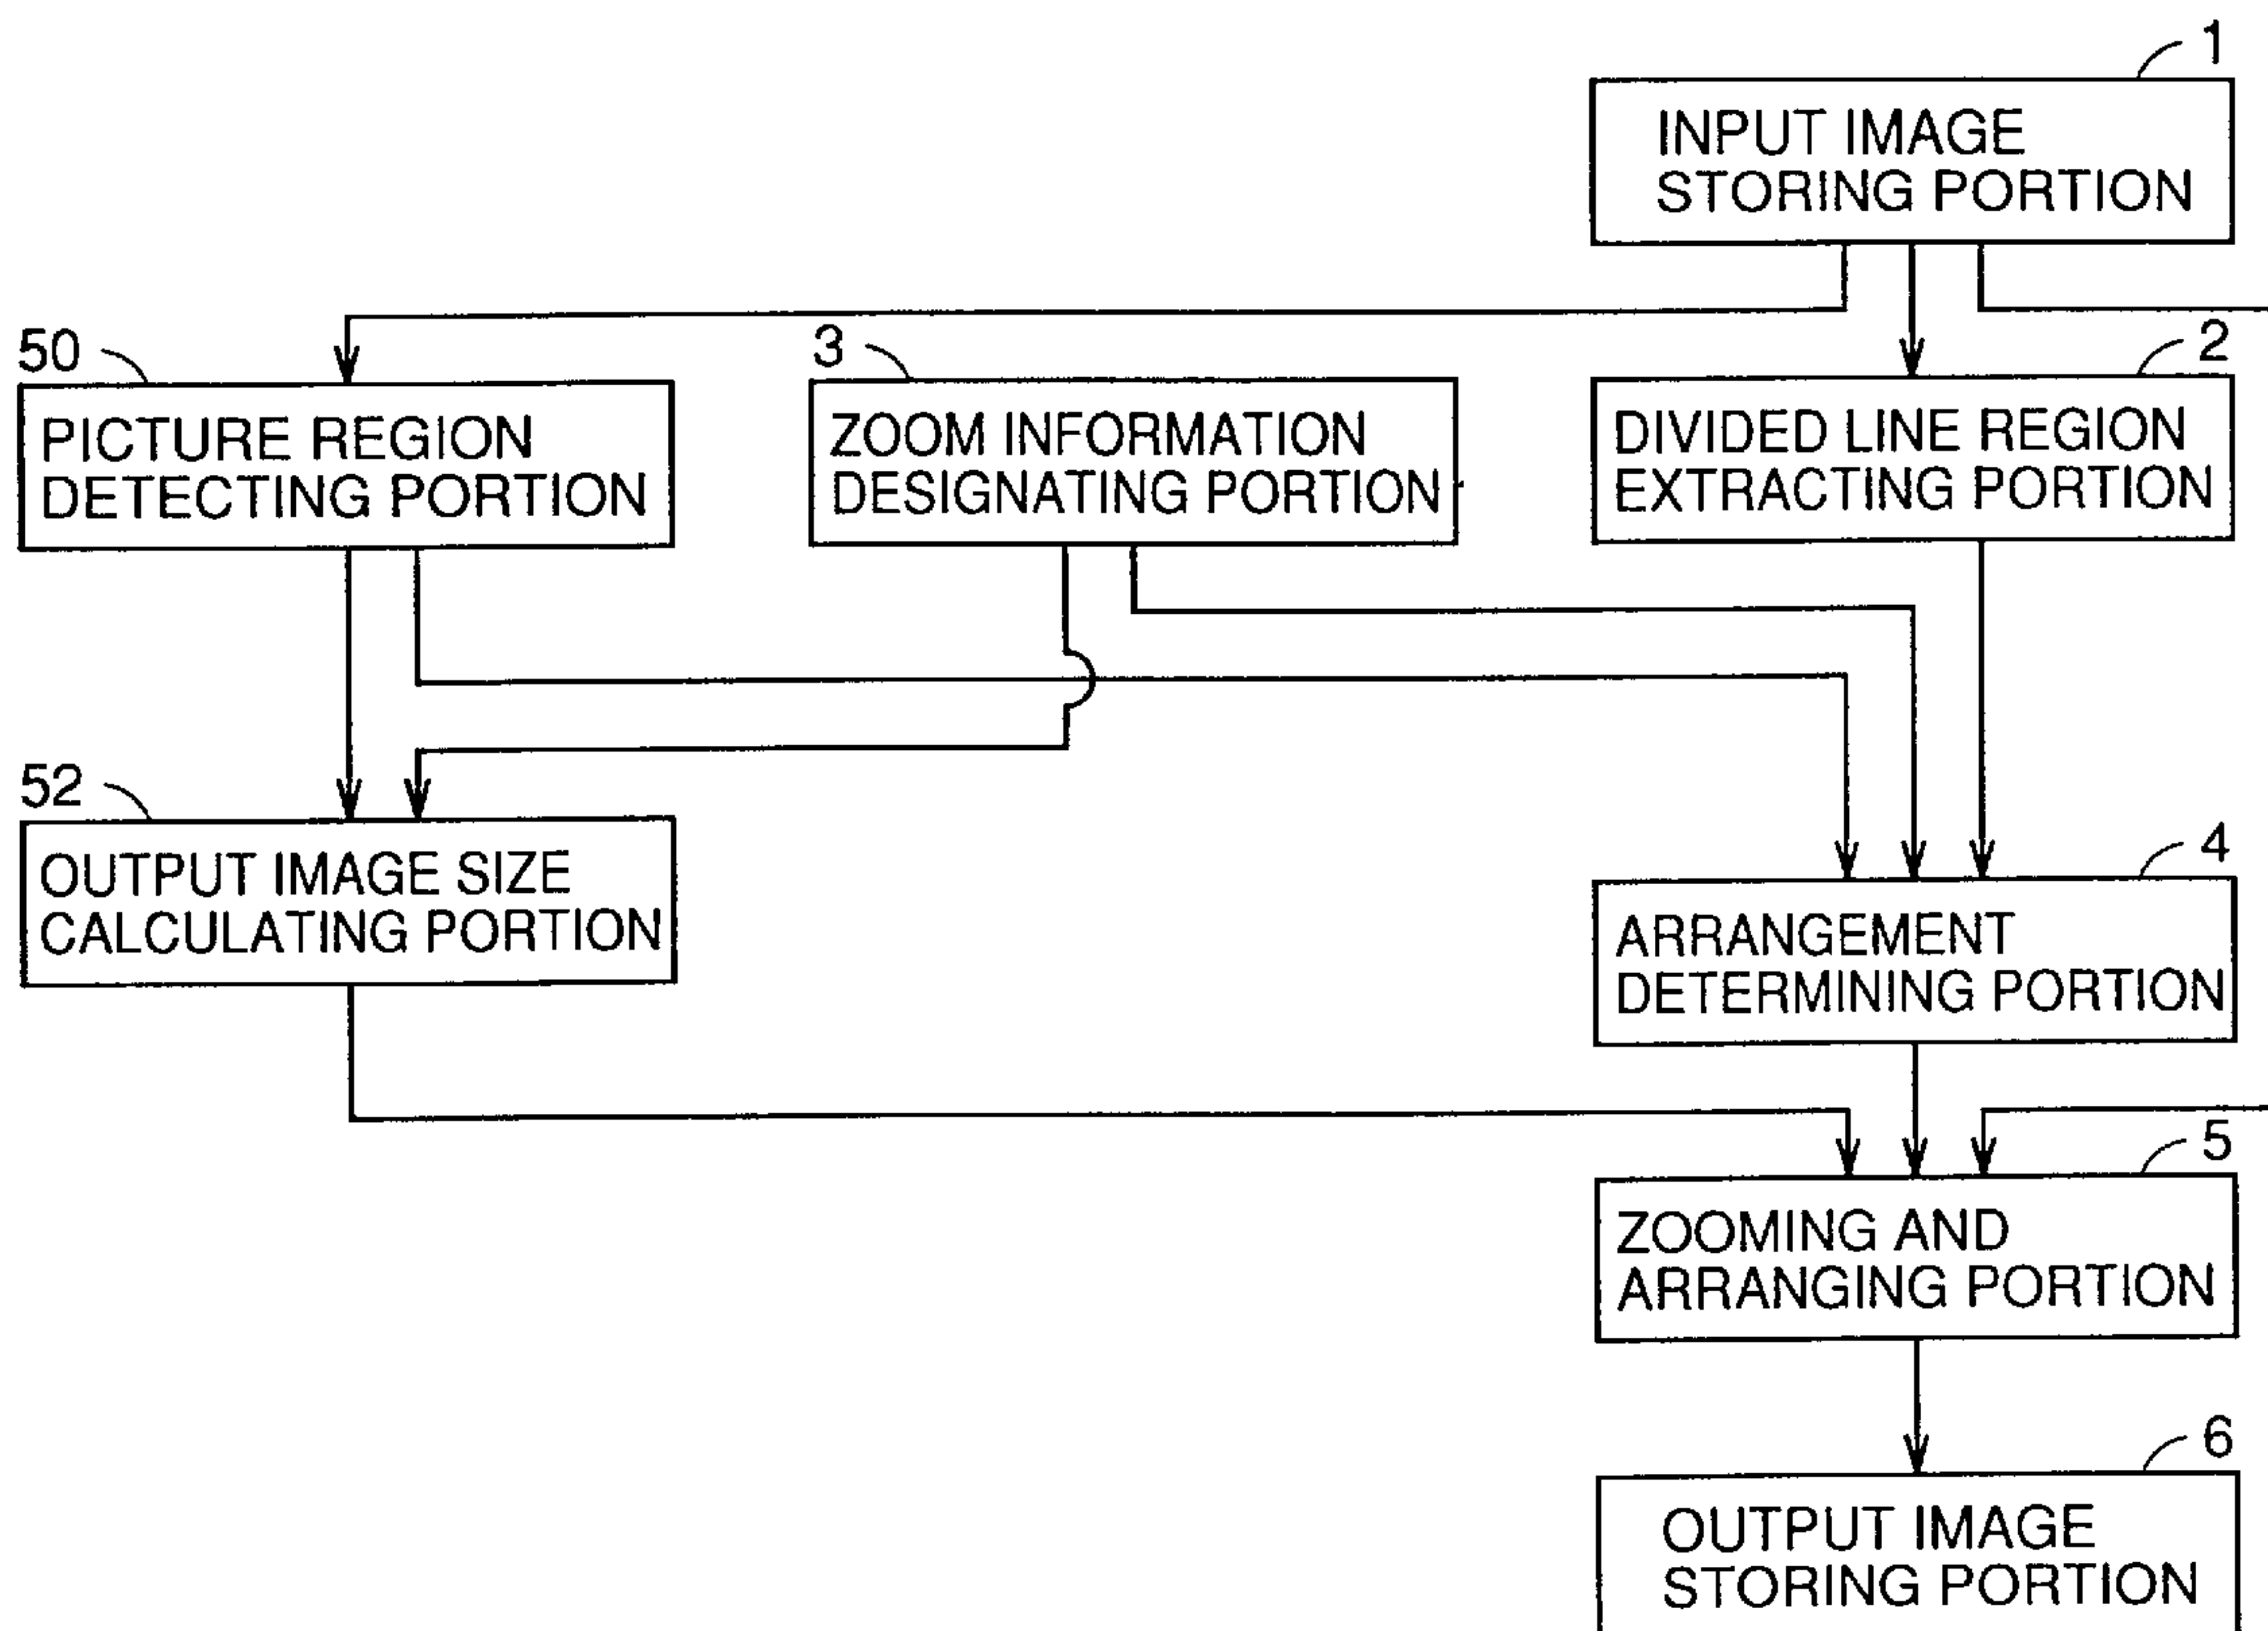 1
INPUT IMAGE
STORING PORTION
50
PICTURE REGION
DETECTING PORTION
3
ZOOM INFORMATION
DESIGNATING PORTION
2
DIVIDED LINE REGION
EXTRACTING PORTION
52
OUTPUT IMAGE SIZE
CALCULATING PORTION
4
ARRANGEMENT
DETERMINING PORTION
5
ZOOMING AND
ARRANGING PORTION
6
OUTPUT IMAGE
STORING PORTION